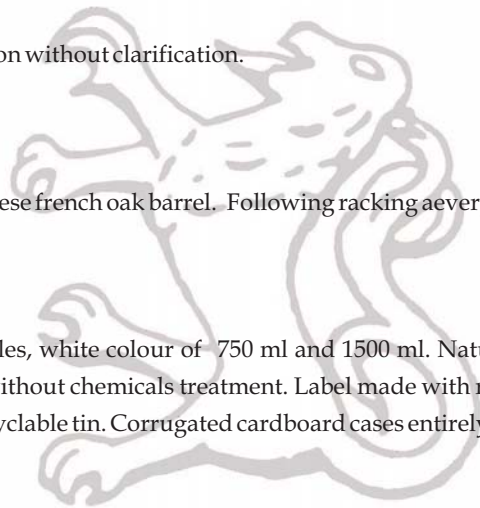 on without clarification.
ese french oak barrel. Following racking aever
les, white colour of 750 ml and 1500 ml. Natu
ithout chemicals treatment. Label made with r
yclable tin. Corrugated cardboard cases entirely